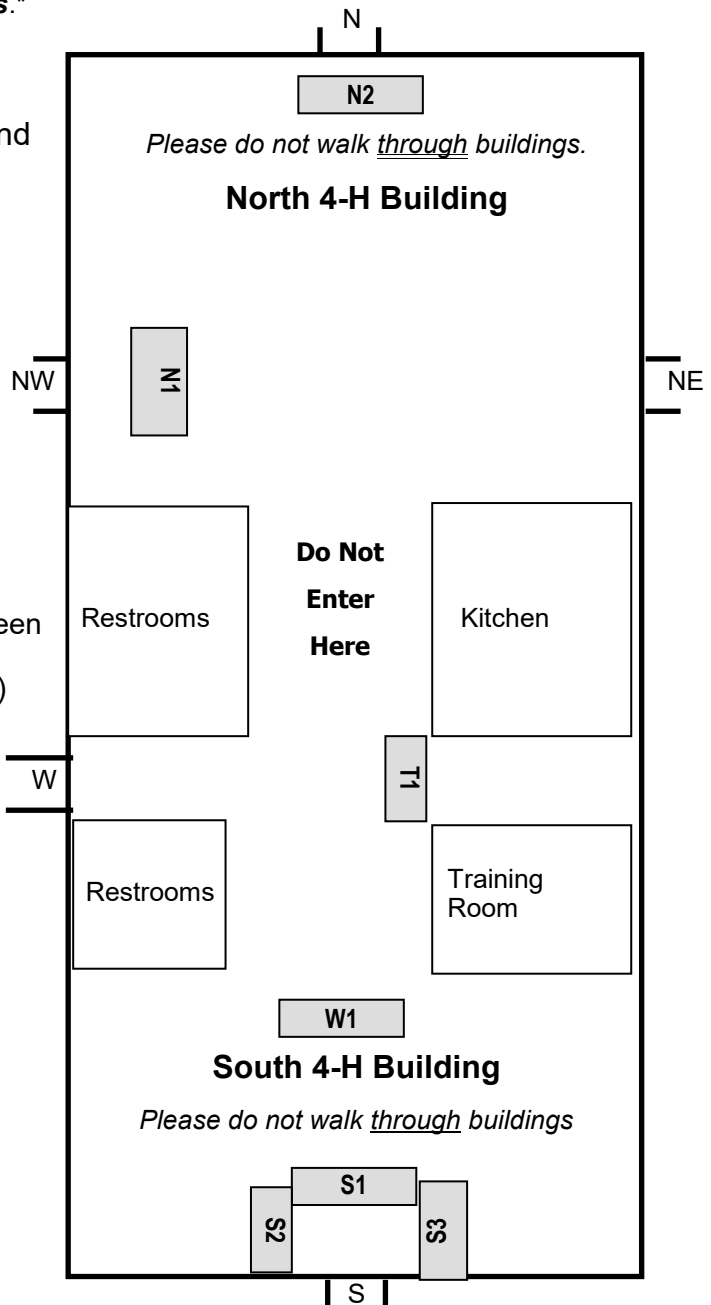 s.*
N
N2
nd
Please do not walk through buildings.
North 4-H Building
N1
NW
NE
Do Not
Enter
Here
Restrooms
Kitchen
een
)
T1
W
Restrooms
Training
Room
W1
South 4-H Building
Please do not walk through buildings
S1
S2
S3
S